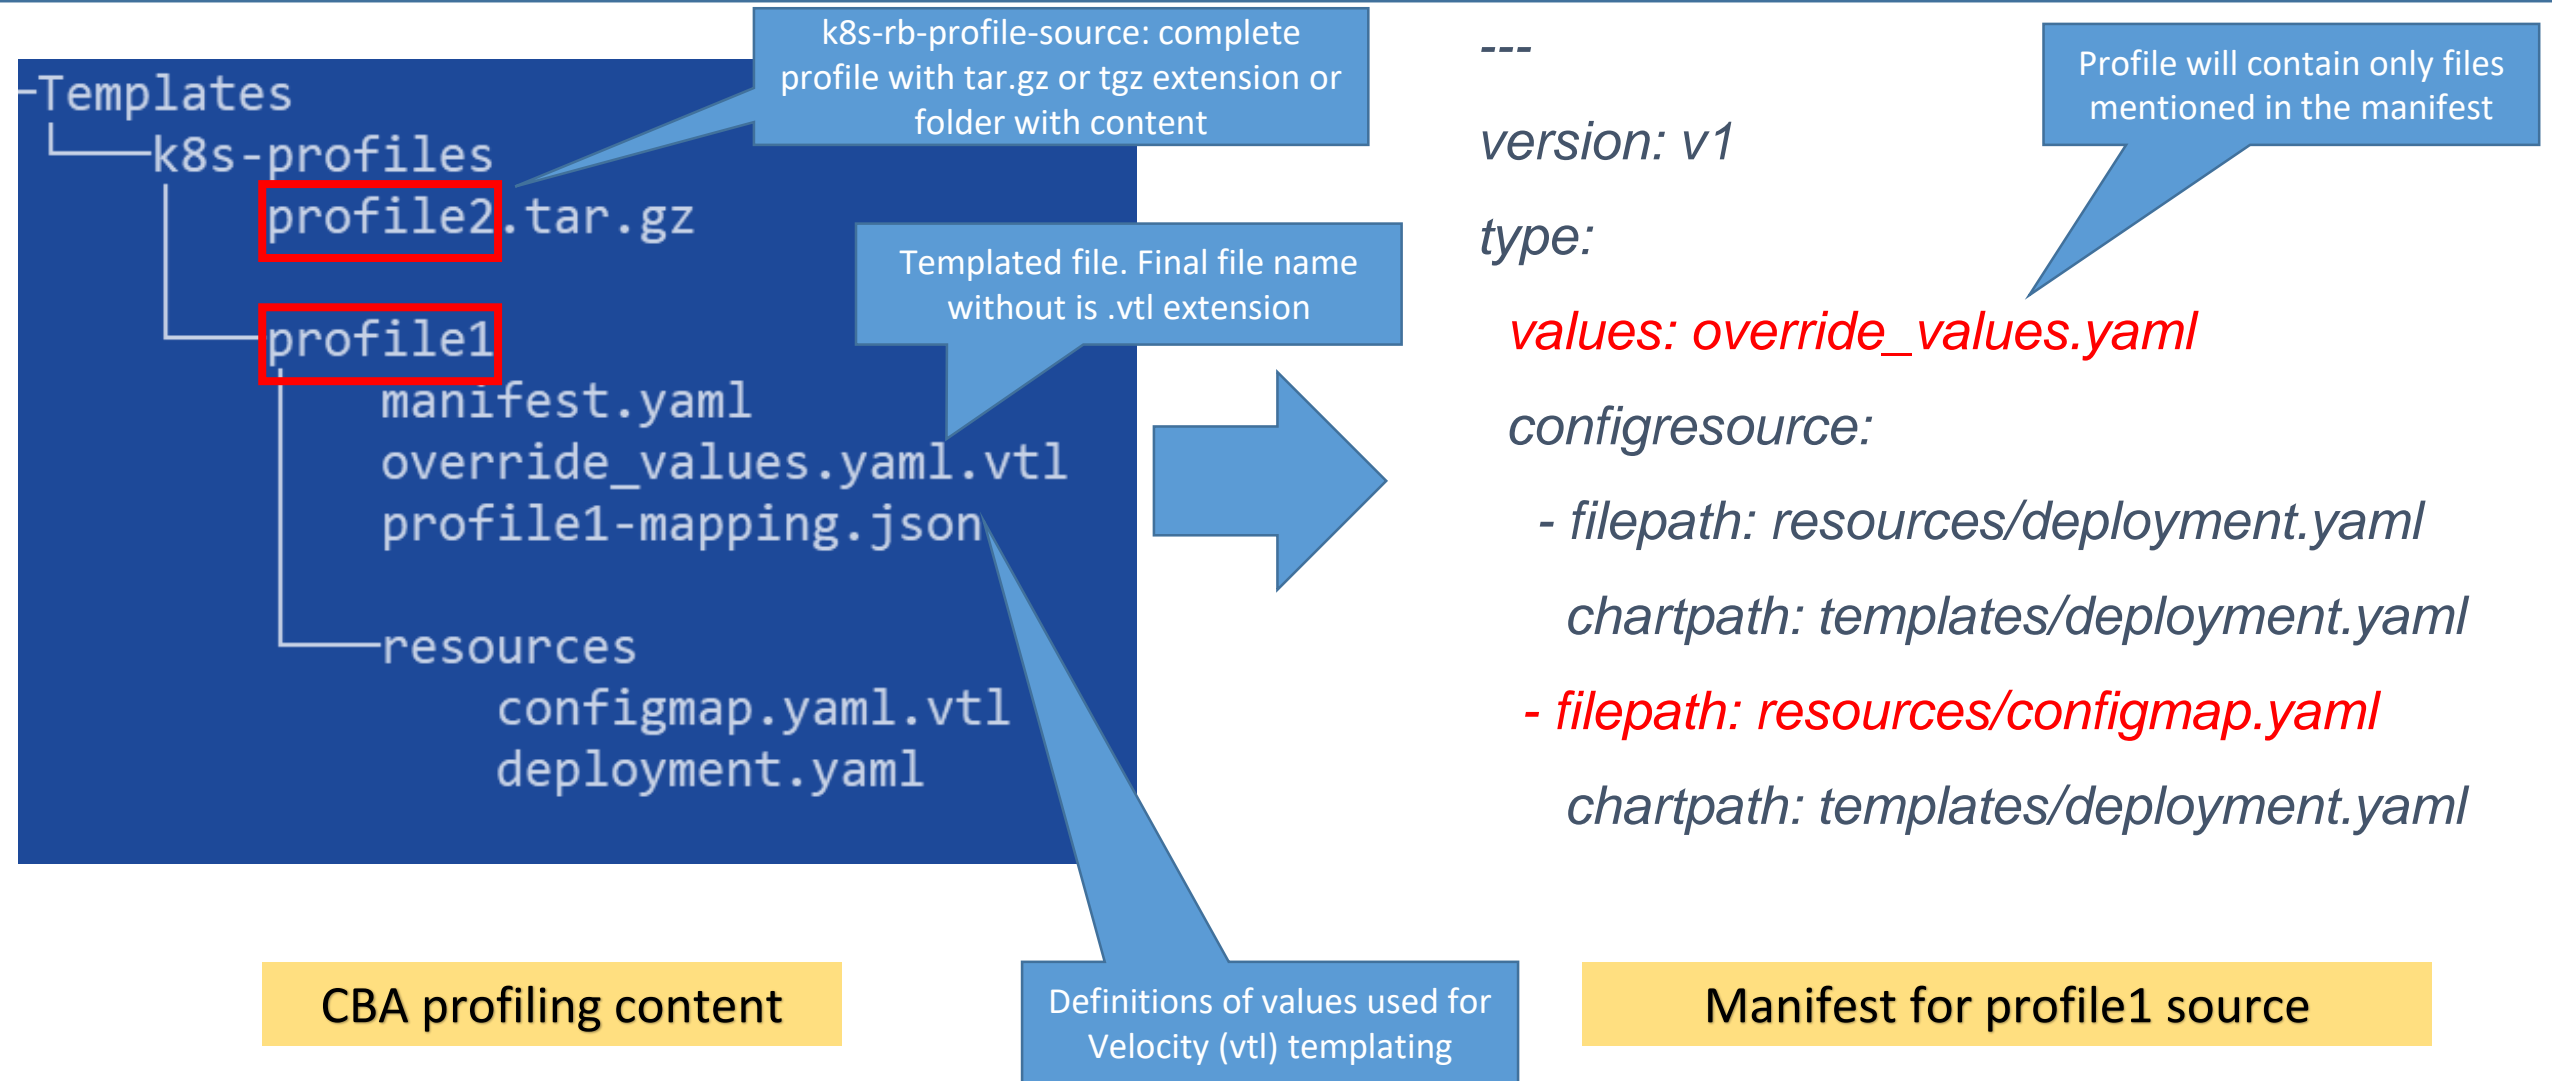 k8s-rb-profile-source: complete
profile with tar.gz or tgz extension or
folder with content
-Templates
k8s-profiles
profile2.tar.gz
Templated file. Final file name
without is .vtl extension
profile1
manifest.yaml
override_values.yaml.vtl
profile1-mapping.json
resources
configmap.yaml.vtl
deployment.yaml
Definitions of values used for
Velocity (vtl) templating
CBA profiling content
---
version: v1
type:
values: override_values.yaml
configresource:
- filepath: resources/deployment.yaml
chartpath: templates/deployment.yaml
- filepath: resources/configmap.yaml
chartpath: templates/deployment.yaml
Profile will contain only files
mentioned in the manifest
Manifest for profile1 source